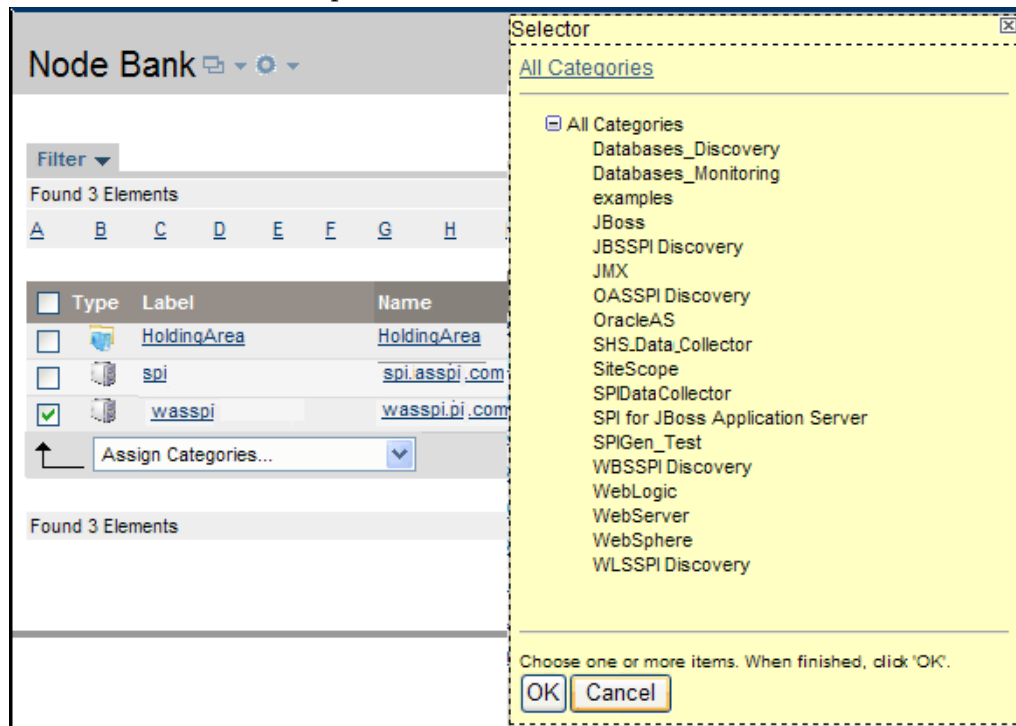 Node Bank
Filter
Found 3 Elements
A B C D E F G H
Type Label Name
HoldingArea HoldingArea
spi spi.asspi.com
wasspi wasspi.pi.com
Assign Categories...
Found 3 Elements
Selector
All Categories
All Categories
Databases_Discovery
Databases_Monitoring
examples
JBoss
JBSSPI Discovery
JMX
OASSPI Discovery
OracleAS
SHS_Data_Collector
SiteScope
SPIDataCollector
SPI for JBoss Application Server
SPIGen_Test
WBSSPI Discovery
WebLogic
WebServer
WebSphere
WLSSPI Discovery
Choose one or more items. When finished, click 'OK'.
OK Cancel